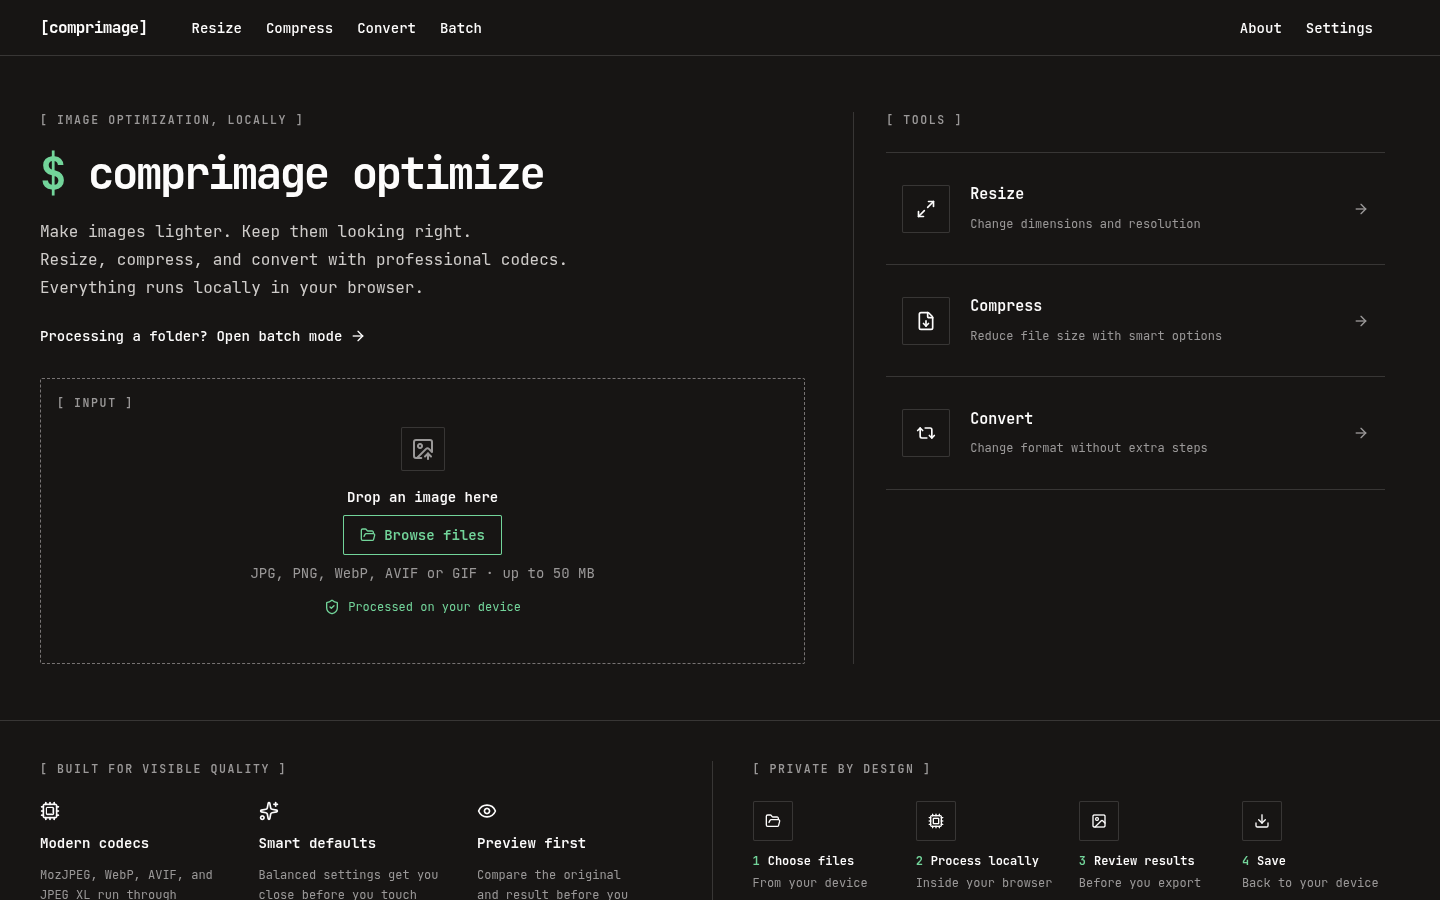 [comprimage]
Resize
Compress
Convert
Batch
About
Settings
[ IMAGE OPTIMIZATION, LOCALLY ]
$ comprimage optimize
Make images lighter. Keep them looking right.
Resize, compress, and convert with professional codecs.
Everything runs locally in your browser.
Processing a folder? Open batch mode →
[ INPUT ]
Drop an image here
Browse files
JPG, PNG, WebP, AVIF or GIF · up to 50 MB
Processed on your device
[ TOOLS ]
Resize
Change dimensions and resolution
Compress
Reduce file size with smart options
Convert
Change format without extra steps
[ BUILT FOR VISIBLE QUALITY ]
Modern codecs
MozJPEG, WebP, AVIF, and
JPEG XL run through
Smart defaults
Balanced settings get you
close before you touch
Preview first
Compare the original
and result before you
[ PRIVATE BY DESIGN ]
1 Choose files
From your device
2 Process locally
Inside your browser
3 Review results
Before you export
4 Save
Back to your device